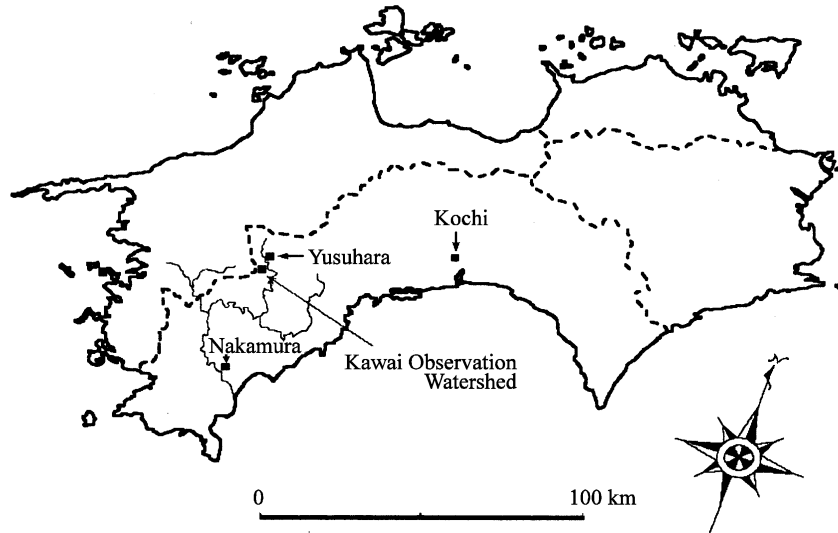 Kochi
Yusuhara
Nakamura
Kawai Observation
Watershed
N
0 100 km